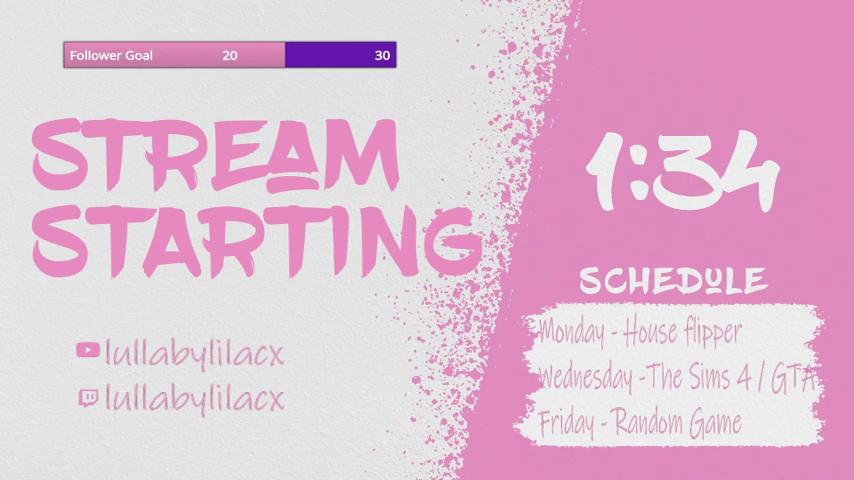 Follower Goal 20 30
STREAM
STARTING
lullabylilacx
lullabylilacx
1:34
SCHEDULE
Monday - House flipper
Wednesday -The Sims 4 / GTA
Friday - Random Game